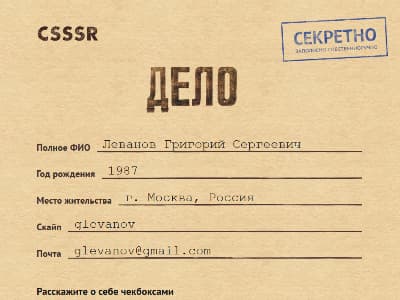 CSSSR
СЕКРЕТНО
ЗАПОЛНЕНО СОБСТВЕННОРУЧНО
ДЕЛО
Полное ФИО Леванов Григорий Сергеевич
Год рождения 1987
Место жительства г. Москва, Россия
Скайп glevanov
Почта glevanov@gmail.com
Расскажите о себе чекбоксами